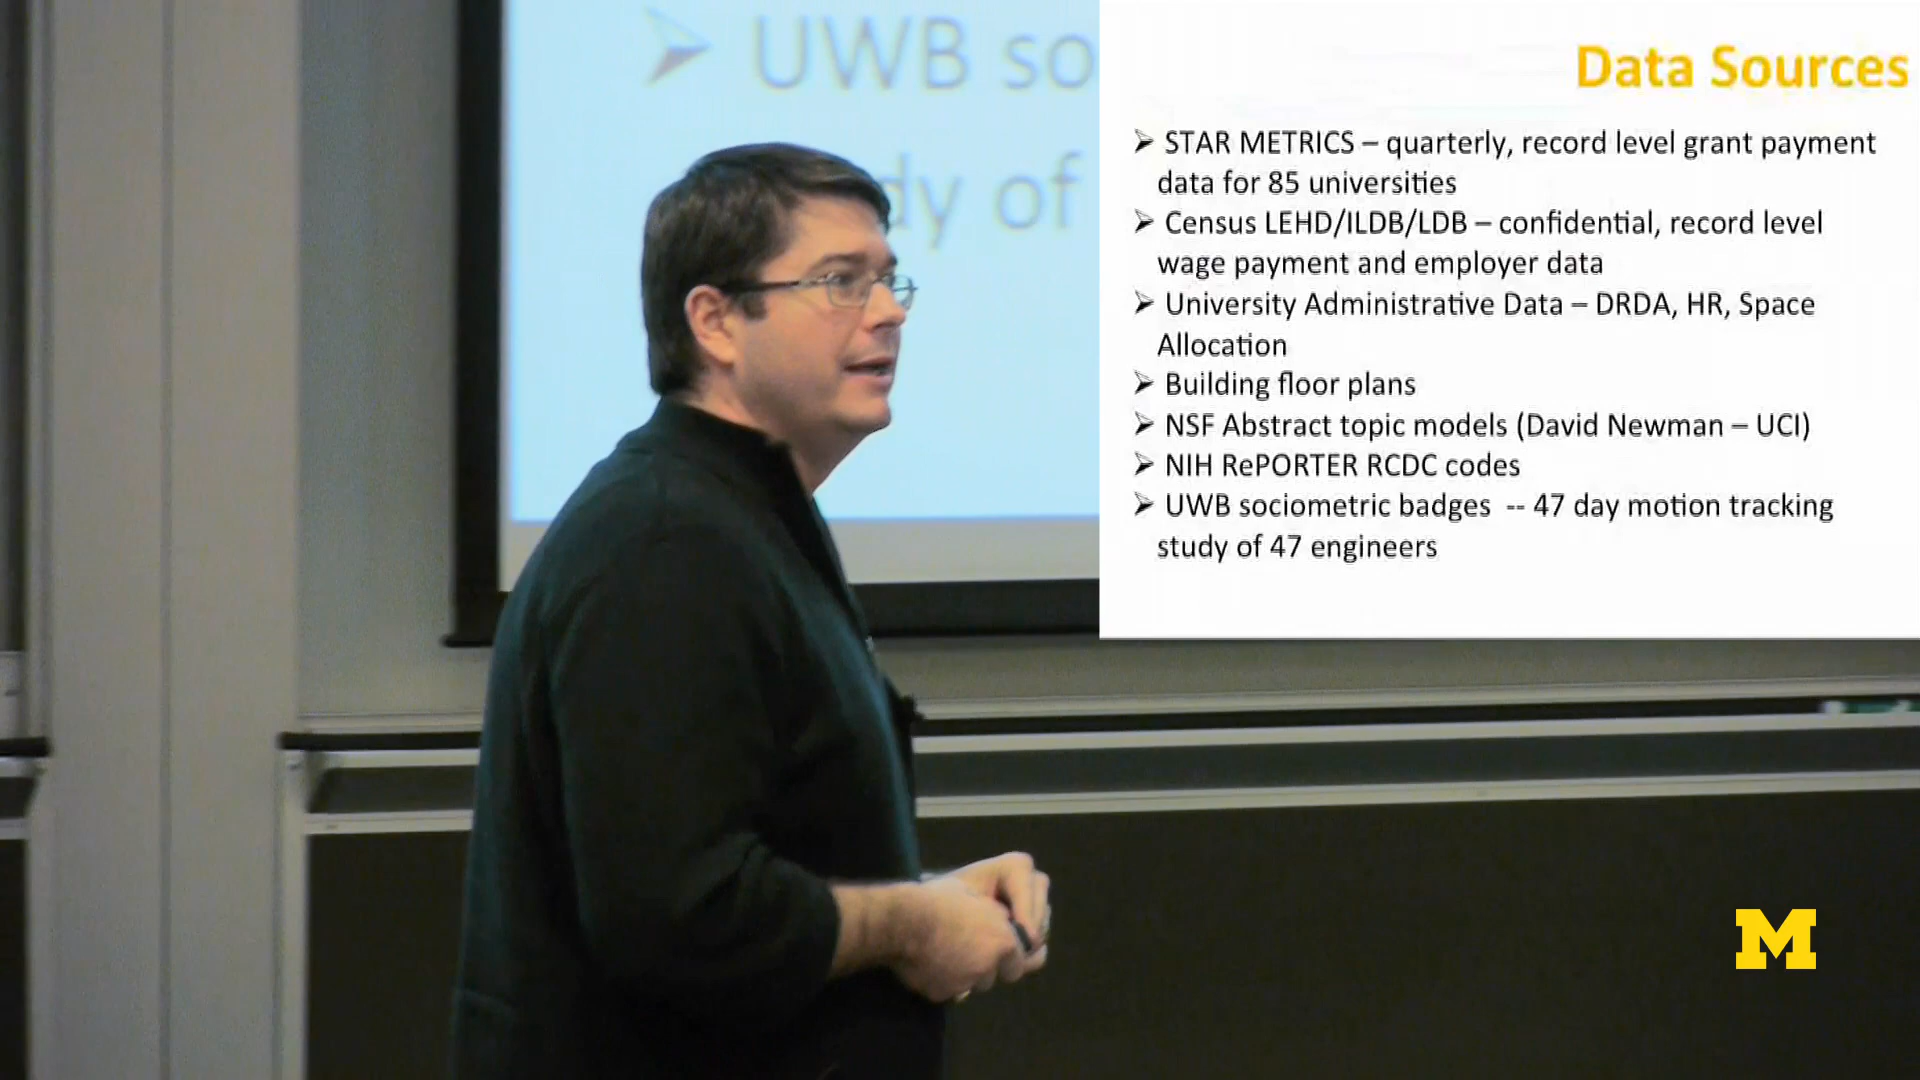 UWB so
dy of
Data Sources
➢ STAR METRICS – quarterly, record level grant payment
data for 85 universities
➢ Census LEHD/ILDB/LDB – confidential, record level
wage payment and employer data
➢ University Administrative Data – DRDA, HR, Space
Allocation
➢ Building floor plans
➢ NSF Abstract topic models (David Newman – UCI)
➢ NIH RePORTER RCDC codes
➢ UWB sociometric badges -- 47 day motion tracking
study of 47 engineers
M